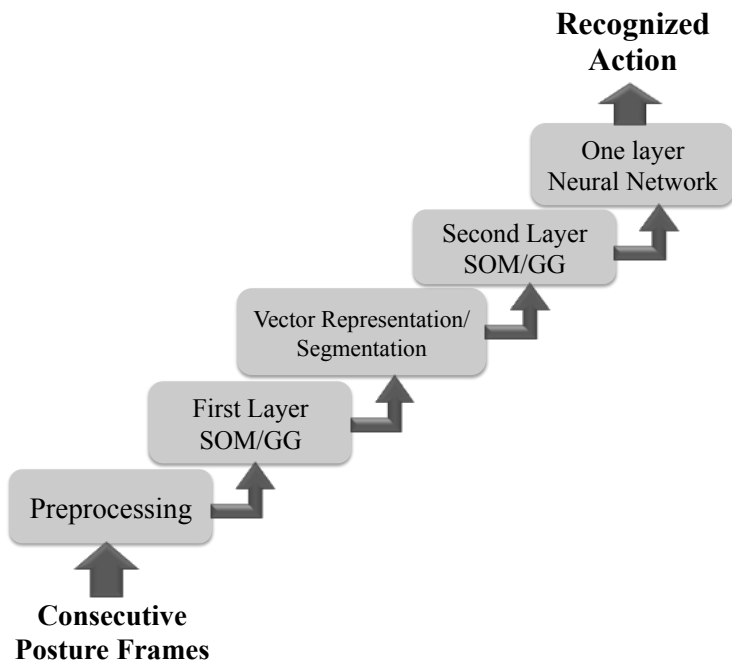 Recognized
Action
One layer
Neural Network
Second Layer
SOM/GG
Vector Representation/
Segmentation
First Layer
SOM/GG
Preprocessing
Consecutive
Posture Frames